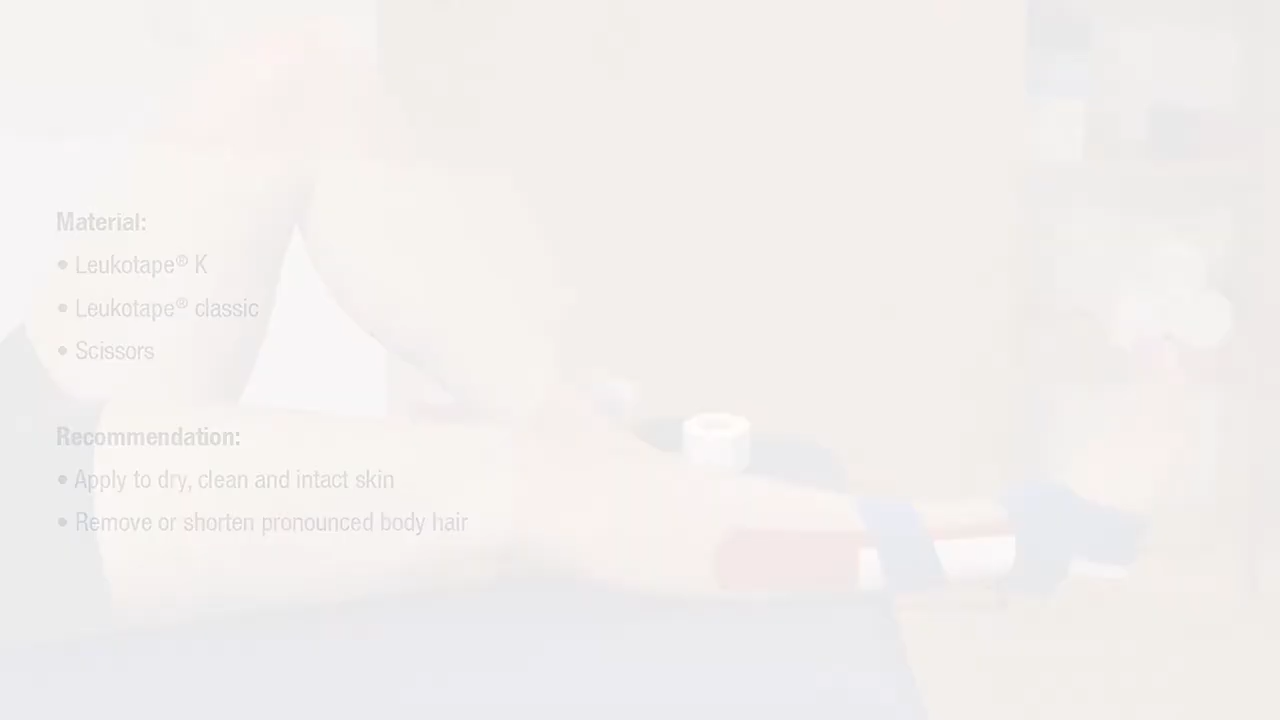 Material:
• Leukotape® K
• Leukotape® classic
• Scissors
Recommendation:
• Apply to dry, clean and intact skin
• Remove or shorten pronounced body hair